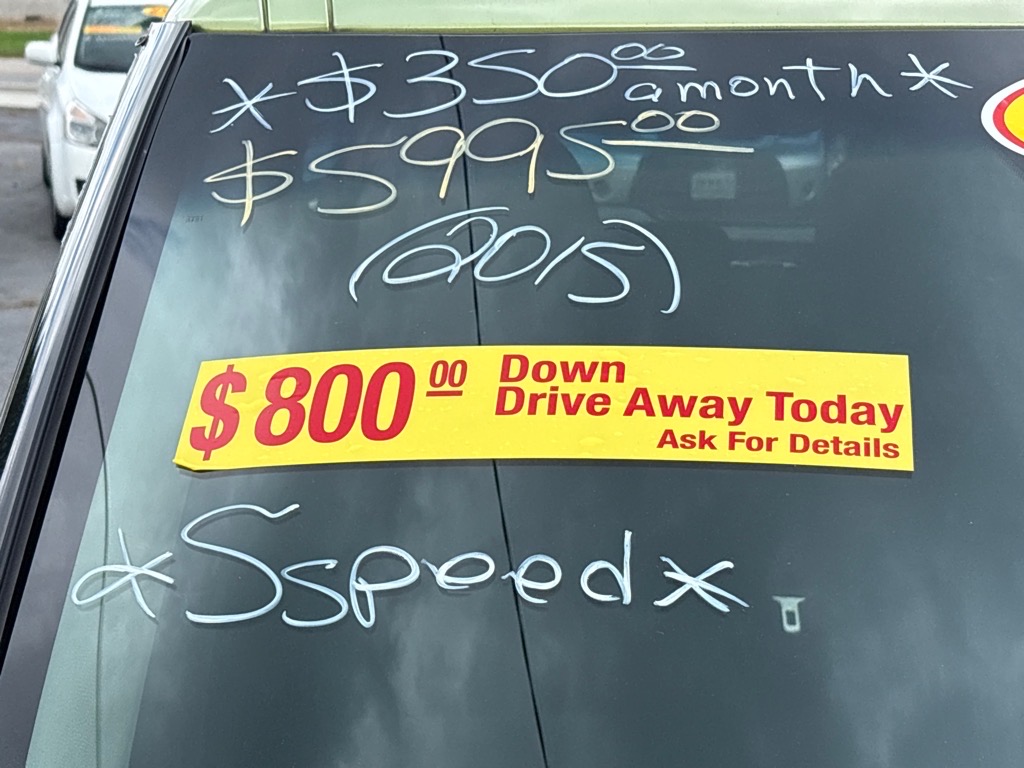 *$350.00 a month*
$5995.00
(2015)
$800 00 Down
Drive Away Today
Ask For Details
*5speed*